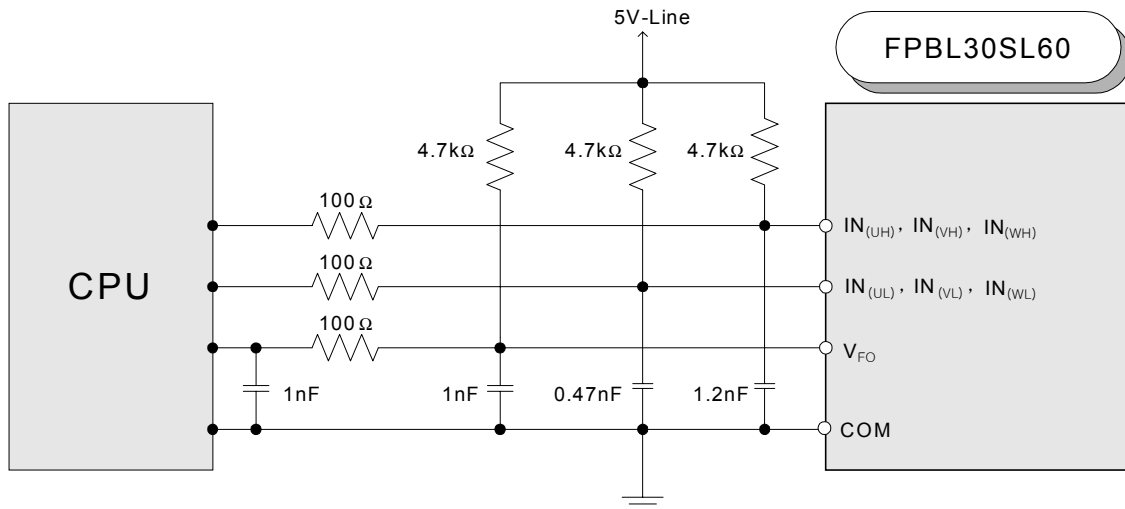 5V-Line
FPBL30SL60
4.7kΩ
4.7kΩ
4.7kΩ
100Ω
IN(UH), IN(VH), IN(WH)
CPU
100Ω
IN(UL), IN(VL), IN(WL)
100Ω
VFO
1nF
1nF
0.47nF
1.2nF
COM